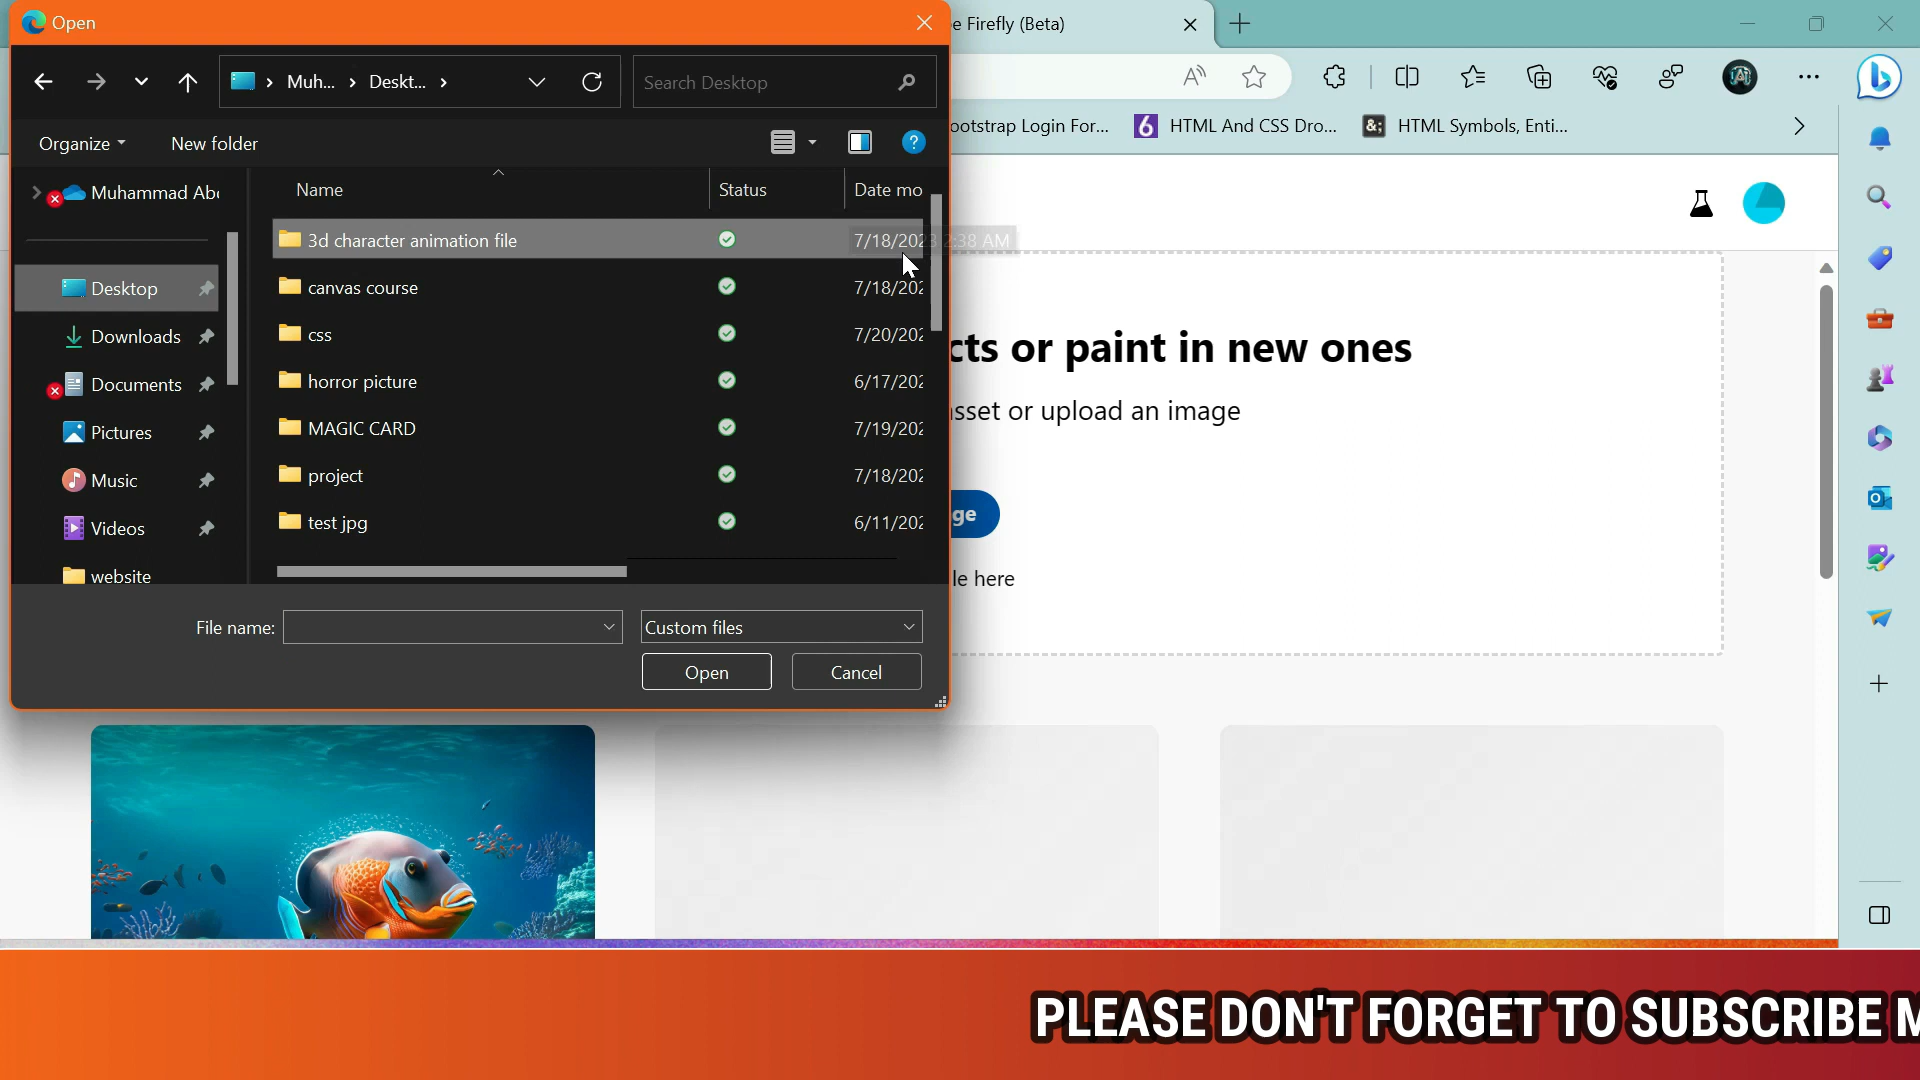 Open
e Firefly (Beta)
Muh... > Deskt... >
Search Desktop
Organize
New folder
ootstrap Login For...
6 HTML And CSS Dro...
&; HTML Symbols, Enti...
Muhammad Abd
Desktop
Downloads
Documents
Pictures
Music
Videos
website
Name
Status
Date mo
3d character animation file
7/18/2023 2:38 AM
canvas course
7/18/202
css
7/20/202
horror picture
6/17/202
MAGIC CARD
7/19/202
project
7/18/202
test jpg
6/11/202
File name:
Custom files
Open
Cancel
cts or paint in new ones
asset or upload an image
ge
le here
PLEASE DON'T FORGET TO SUBSCRIBE M